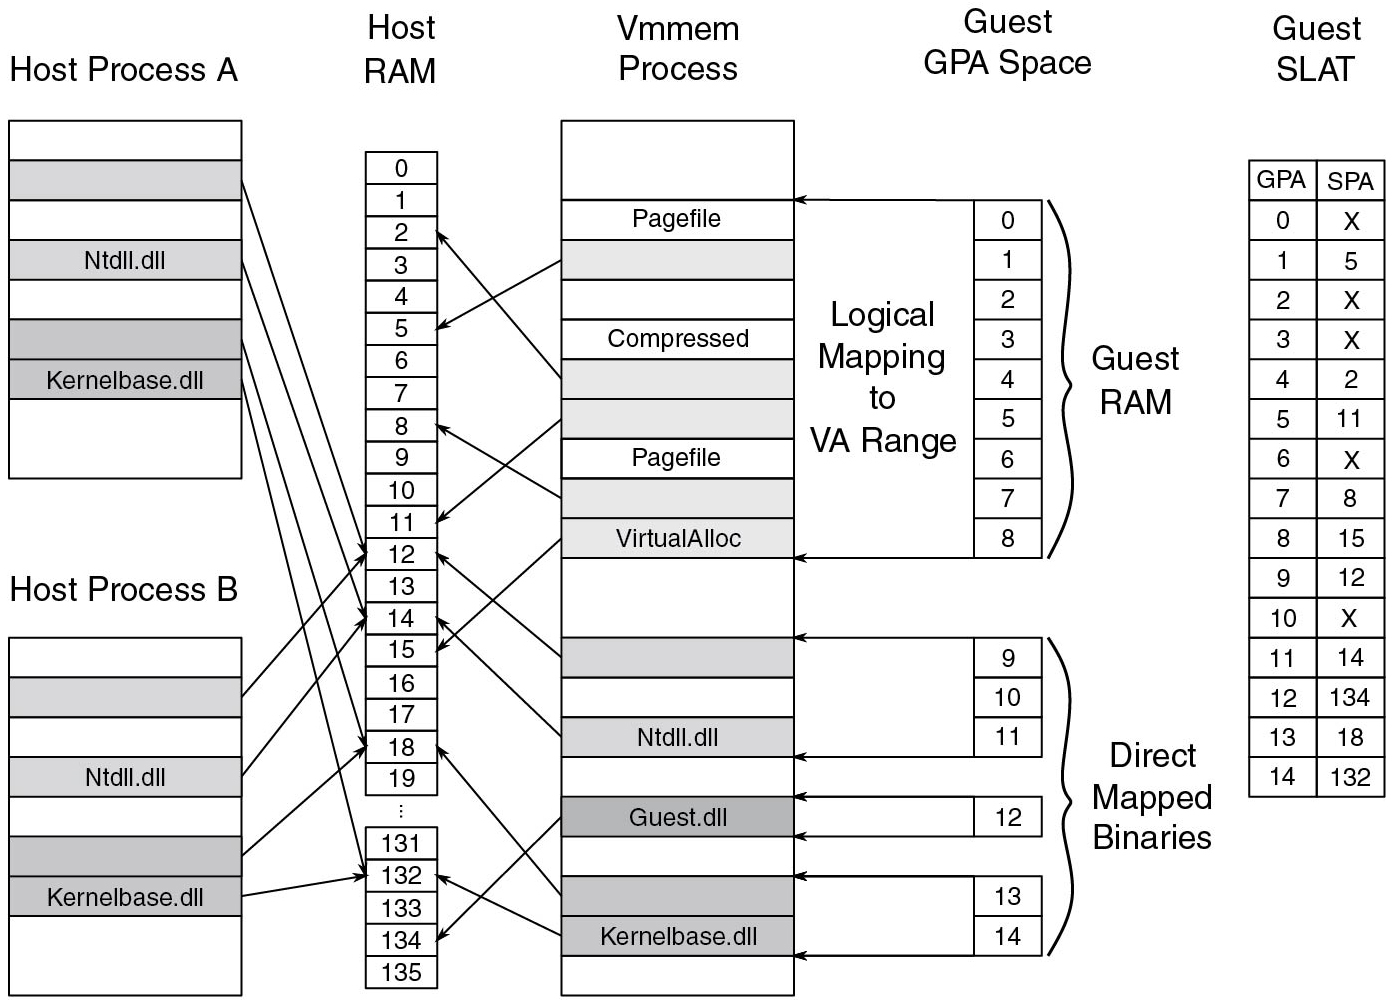 Host Process A
Ntdll.dll
Kernelbase.dll
Host Process B
Ntdll.dll
Kernelbase.dll
Host
RAM
0
1
2
3
4
5
6
7
8
9
10
11
12
13
14
15
16
17
18
19
...
131
132
133
134
135
Vmmem
Process
Pagefile
Compressed
Pagefile
VirtualAlloc
Ntdll.dll
Guest.dll
Kernelbase.dll
Logical
Mapping
to
VA Range
Guest
GPA Space
0
1
2
3
4
5
6
7
8
9
10
11
12
13
14
Guest
RAM
Direct
Mapped
Binaries
Guest
SLAT
GPA SPA
0 X
1 5
2 X
3 X
4 2
5 11
6 X
7 8
8 15
9 12
10 X
11 14
12 134
13 18
14 132